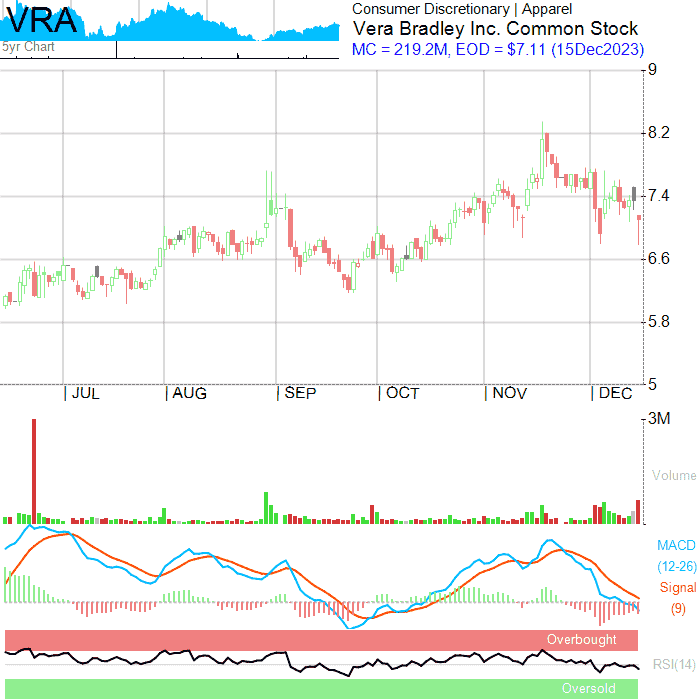 VRA
5yr Chart
Consumer Discretionary | Apparel
Vera Bradley Inc. Common Stock
MC = 219.2M, EOD = $7.11 (15Dec2023)
9
8.2
7.4
6.6
5.8
5
JUL AUG SEP OCT NOV DEC
3M
Volume
MACD
(12-26)
Signal
(9)
Overbought
RSI(14)
Oversold